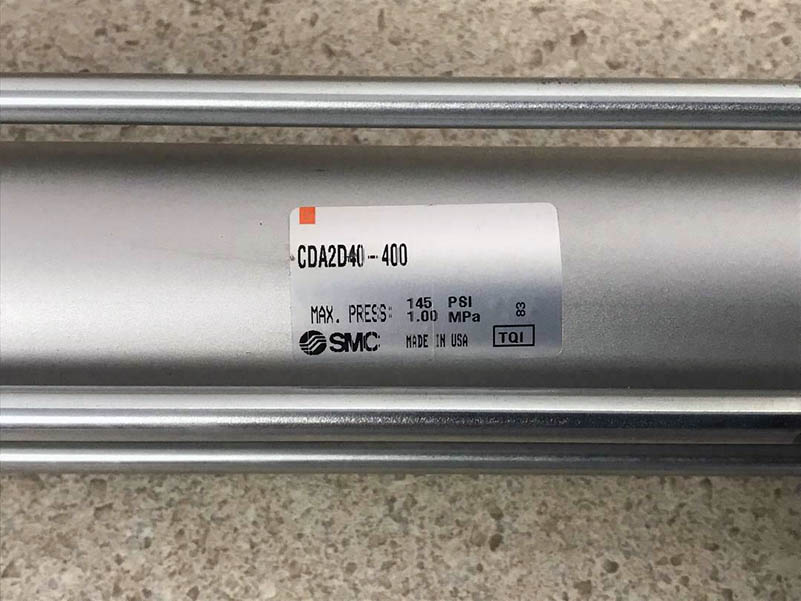 CDA2D40-400
MAX. PRESS: 145 PSI
1.00 MPa
83
SMC MADE IN USA TQI